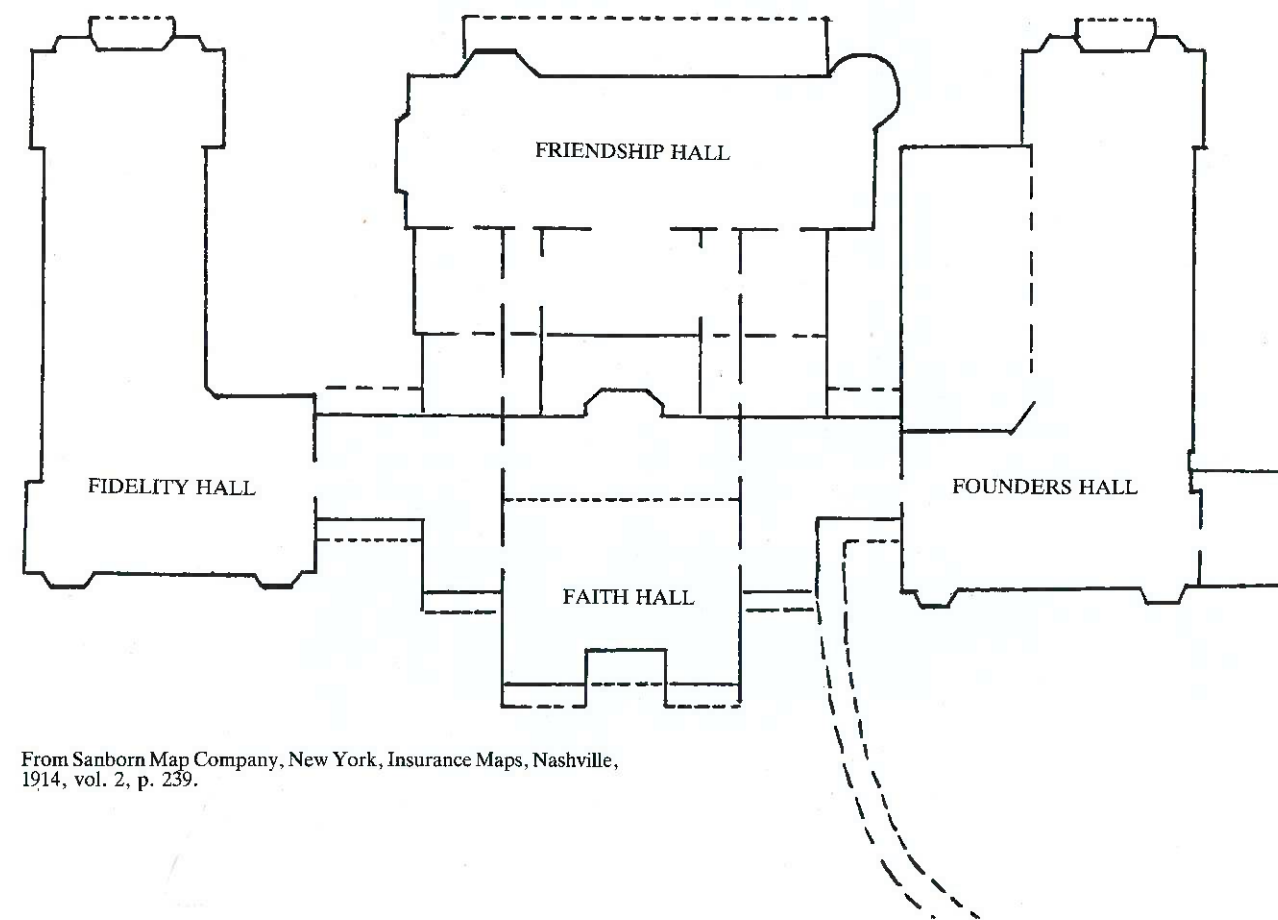 FRIENDSHIP HALL
FIDELITY HALL
FOUNDERS HALL
FAITH HALL
From Sanborn Map Company, New York, Insurance Maps, Nashville,
1914, vol. 2, p. 239.